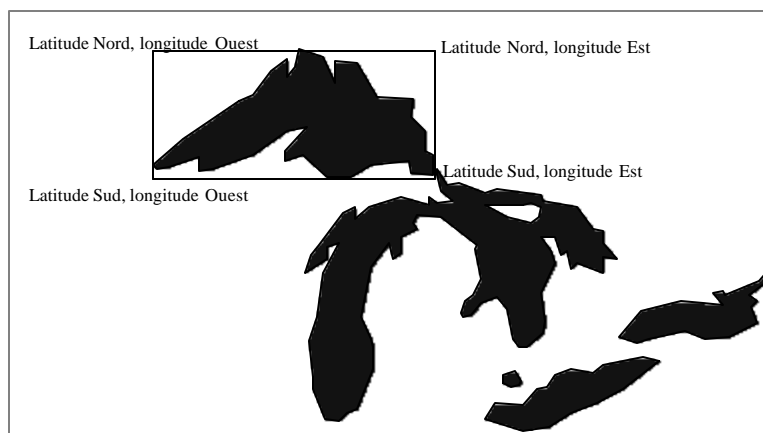 Latitude Nord, longitude Ouest
Latitude Nord, longitude Est
Latitude Sud, longitude Est
Latitude Sud, longitude Ouest